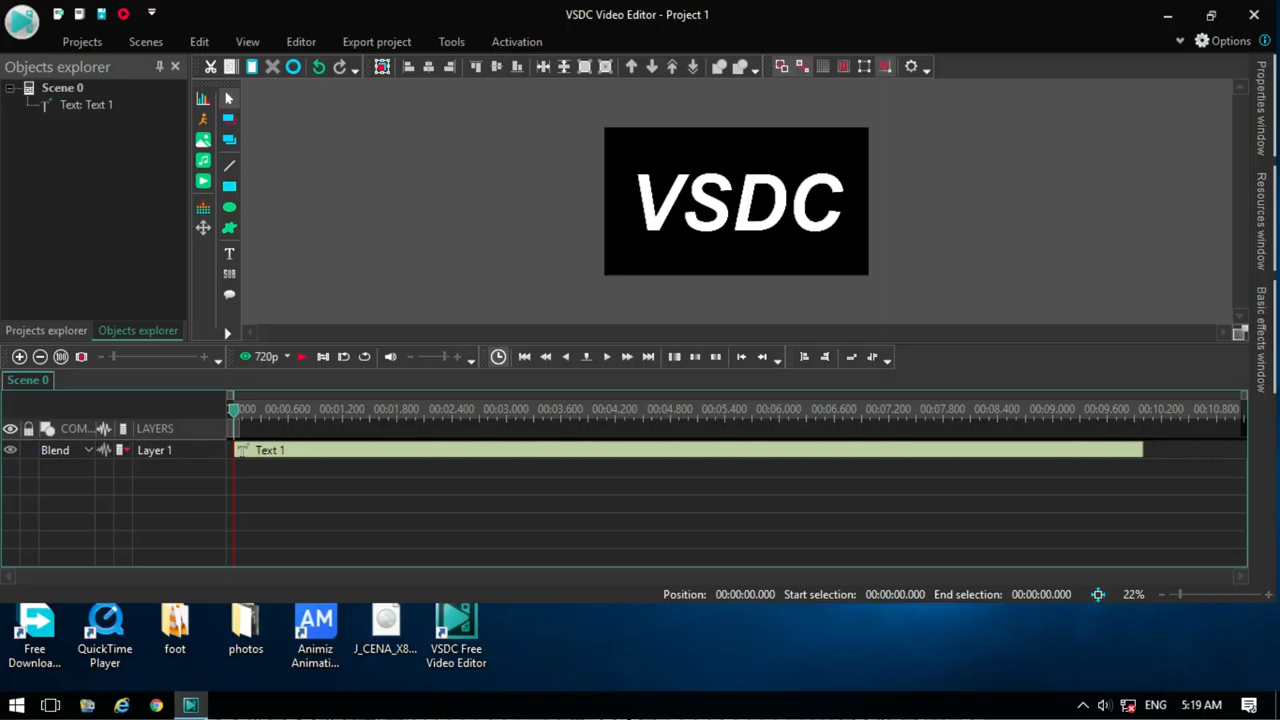 VSDC Video Editor - Project 1
Projects Scenes Edit View Editor Export project Tools Activation
Options
Objects explorer
Scene 0
Text: Text 1
VSDC
T
SUB
Properties window
Resources window
Basic effects window
Projects explorer Objects explorer
720p
Scene 0
000 00:00.600 00:01.200 00:01.800 00:02.400 00:03.000 00:03.600 00:04.200 00:04.800 00:05.400 00:06.000 00:06.600 00:07.200 00:07.800 00:08.400 00:09.000 00:09.600 00:10.200 00:10.800
COM... LAYERS
Blend Layer 1 Text 1
Position: 00:00:00.000 Start selection: 00:00:00.000 End selection: 00:00:00.000 22%
AM
Free Downloa...
QuickTime Player
foot
photos
Animiz Animati...
J_CENA_X8...
VSDC Free Video Editor
ENG 5:19 AM